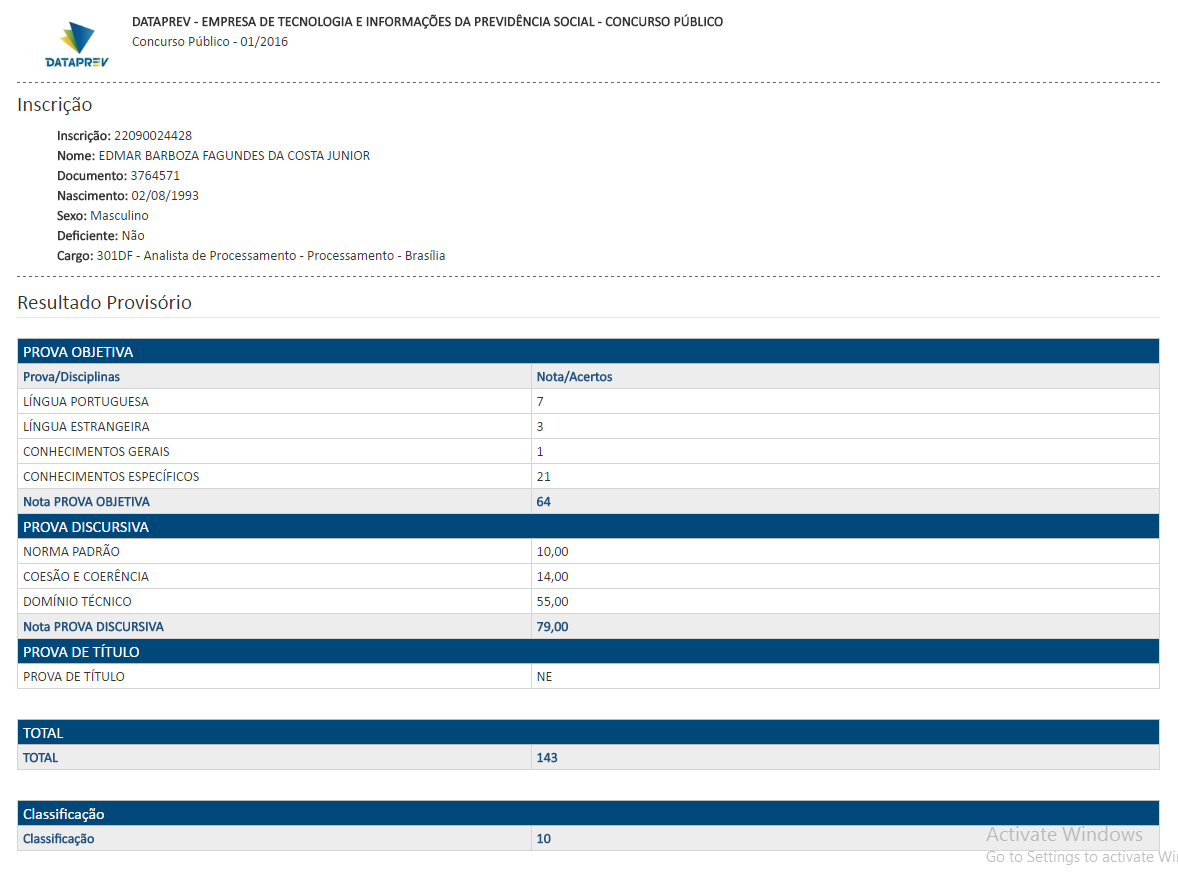 DATAPREV
DATAPREV - EMPRESA DE TECNOLOGIA E INFORMAÇÕES DA PREVIDÊNCIA SOCIAL - CONCURSO PÚBLICO
Concurso Público - 01/2016
Inscrição
Inscrição: 22090024428
Nome: EDMAR BARBOZA FAGUNDES DA COSTA JUNIOR
Documento: 3764571
Nascimento: 02/08/1993
Sexo: Masculino
Deficiente: Não
Cargo: 301DF - Analista de Processamento - Processamento - Brasília
Resultado Provisório
PROVA OBJETIVA
Prova/Disciplinas Nota/Acertos
LÍNGUA PORTUGUESA 7
LÍNGUA ESTRANGEIRA 3
CONHECIMENTOS GERAIS 1
CONHECIMENTOS ESPECÍFICOS 21
Nota PROVA OBJETIVA 64
PROVA DISCURSIVA
NORMA PADRÃO 10,00
COESÃO E COERÊNCIA 14,00
DOMÍNIO TÉCNICO 55,00
Nota PROVA DISCURSIVA 79,00
PROVA DE TÍTULO
PROVA DE TÍTULO NE
TOTAL
TOTAL 143
Classificação
Classificação 10
Activate Windows
Go to Settings to activate Wi